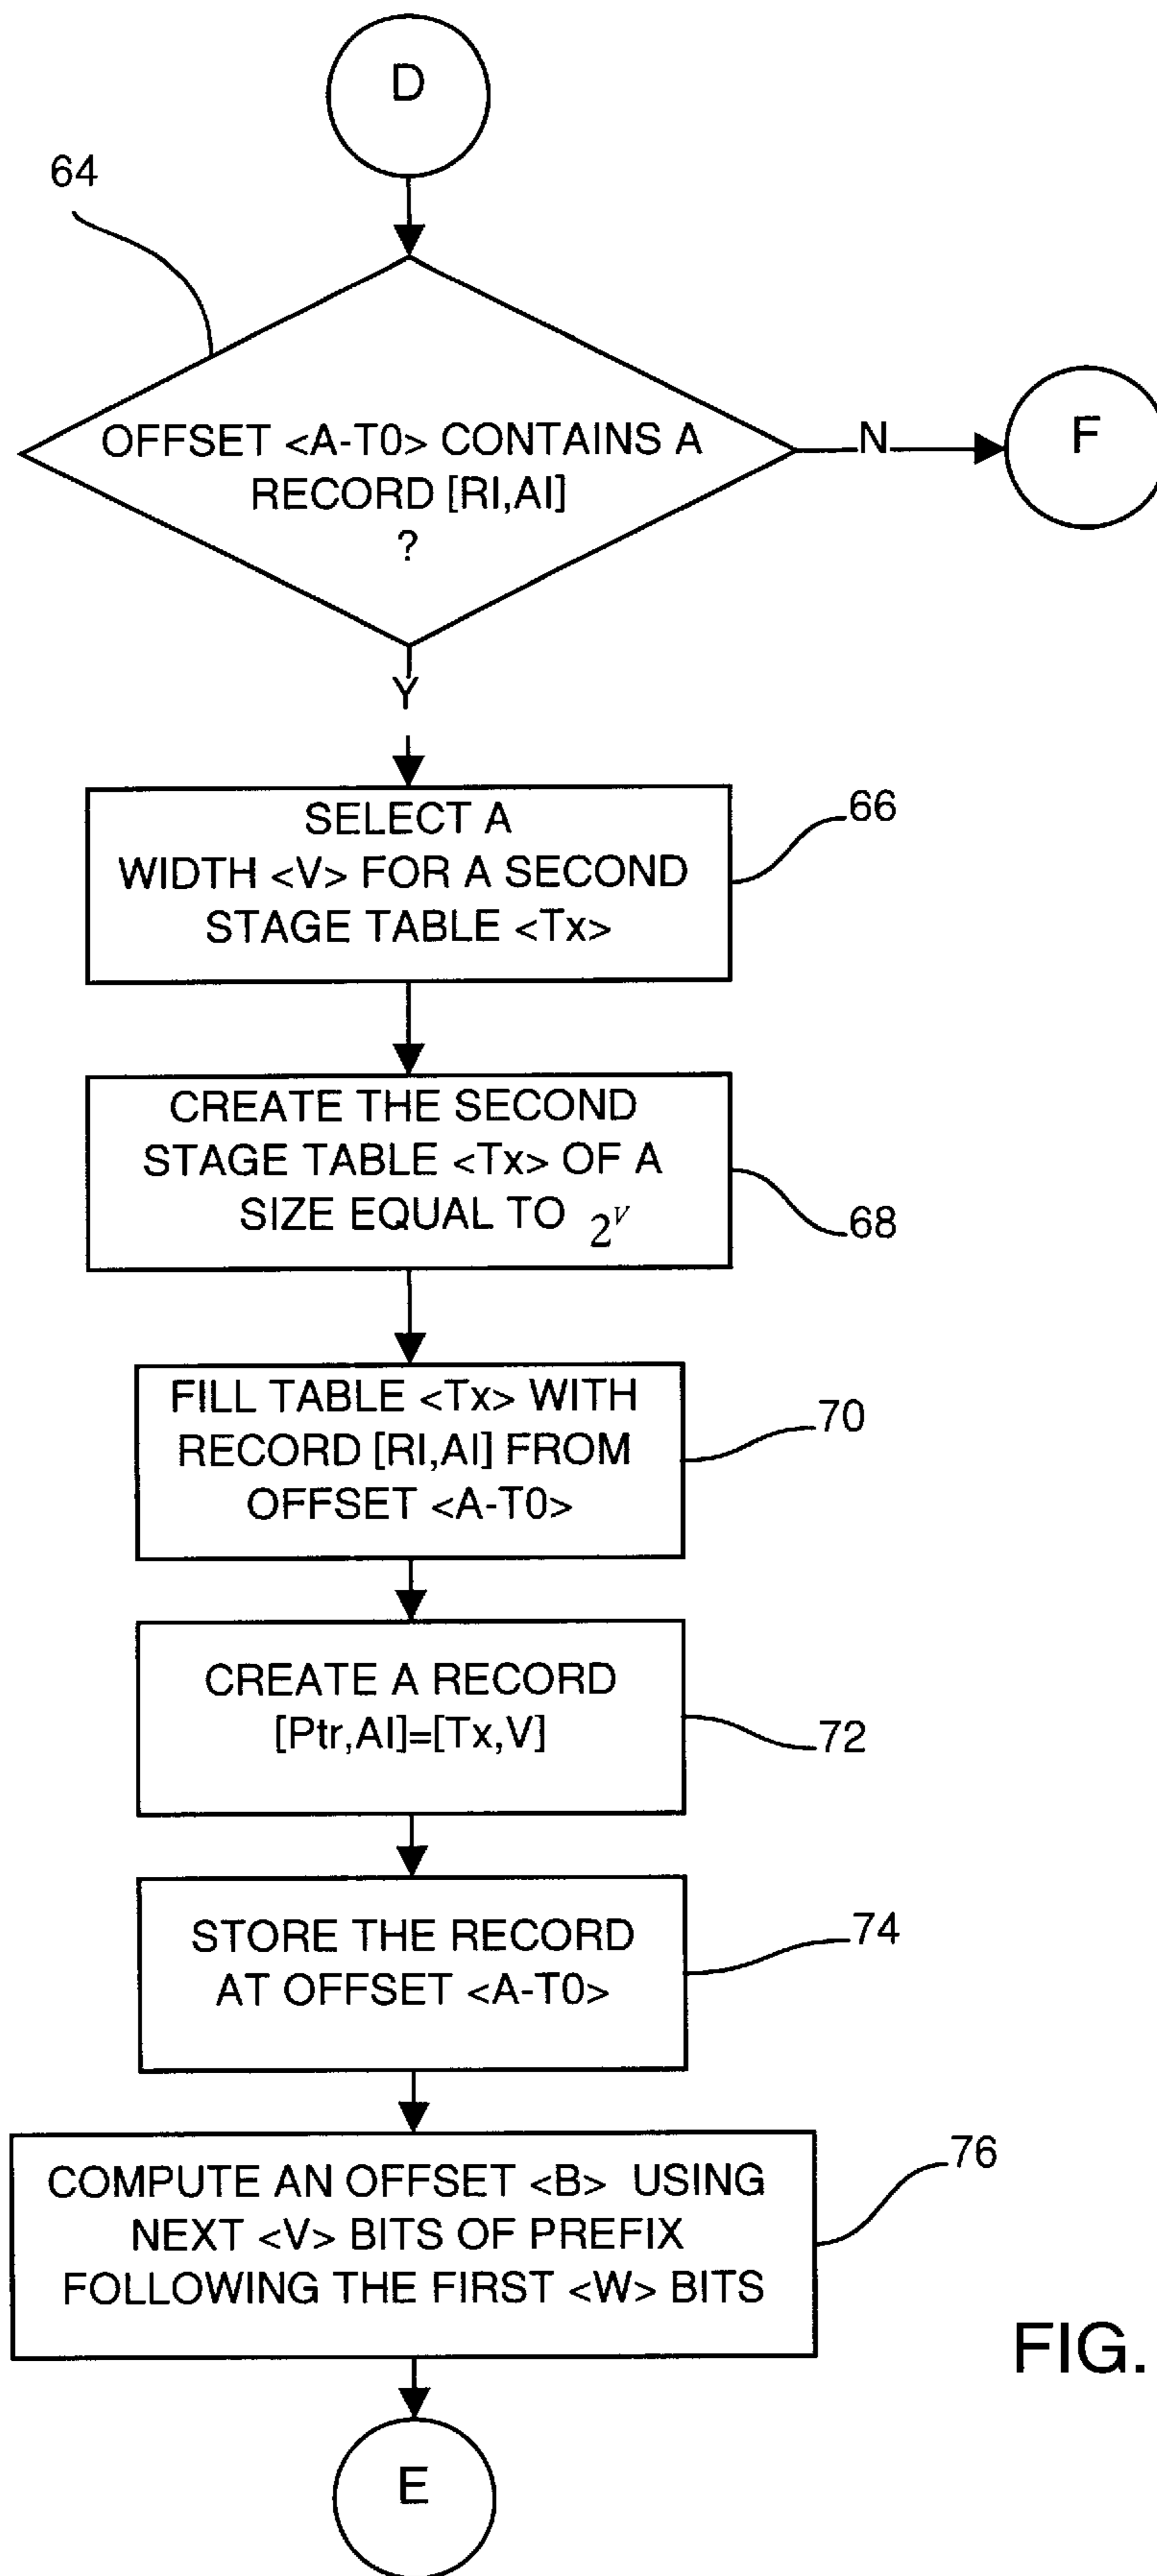 D
64
OFFSET <A-T0> CONTAINS A
RECORD [RI,AI]
?
N
F
Y
SELECT A
WIDTH <V> FOR A SECOND
STAGE TABLE <Tx>
66
CREATE THE SECOND
STAGE TABLE <Tx> OF A
SIZE EQUAL TO 2^V
68
FILL TABLE <Tx> WITH
RECORD [RI,AI] FROM
OFFSET <A-T0>
70
CREATE A RECORD
[Ptr,AI]=[Tx,V]
72
STORE THE RECORD
AT OFFSET <A-T0>
74
COMPUTE AN OFFSET <B> USING
NEXT <V> BITS OF PREFIX
FOLLOWING THE FIRST <W> BITS
76
FIG.
E